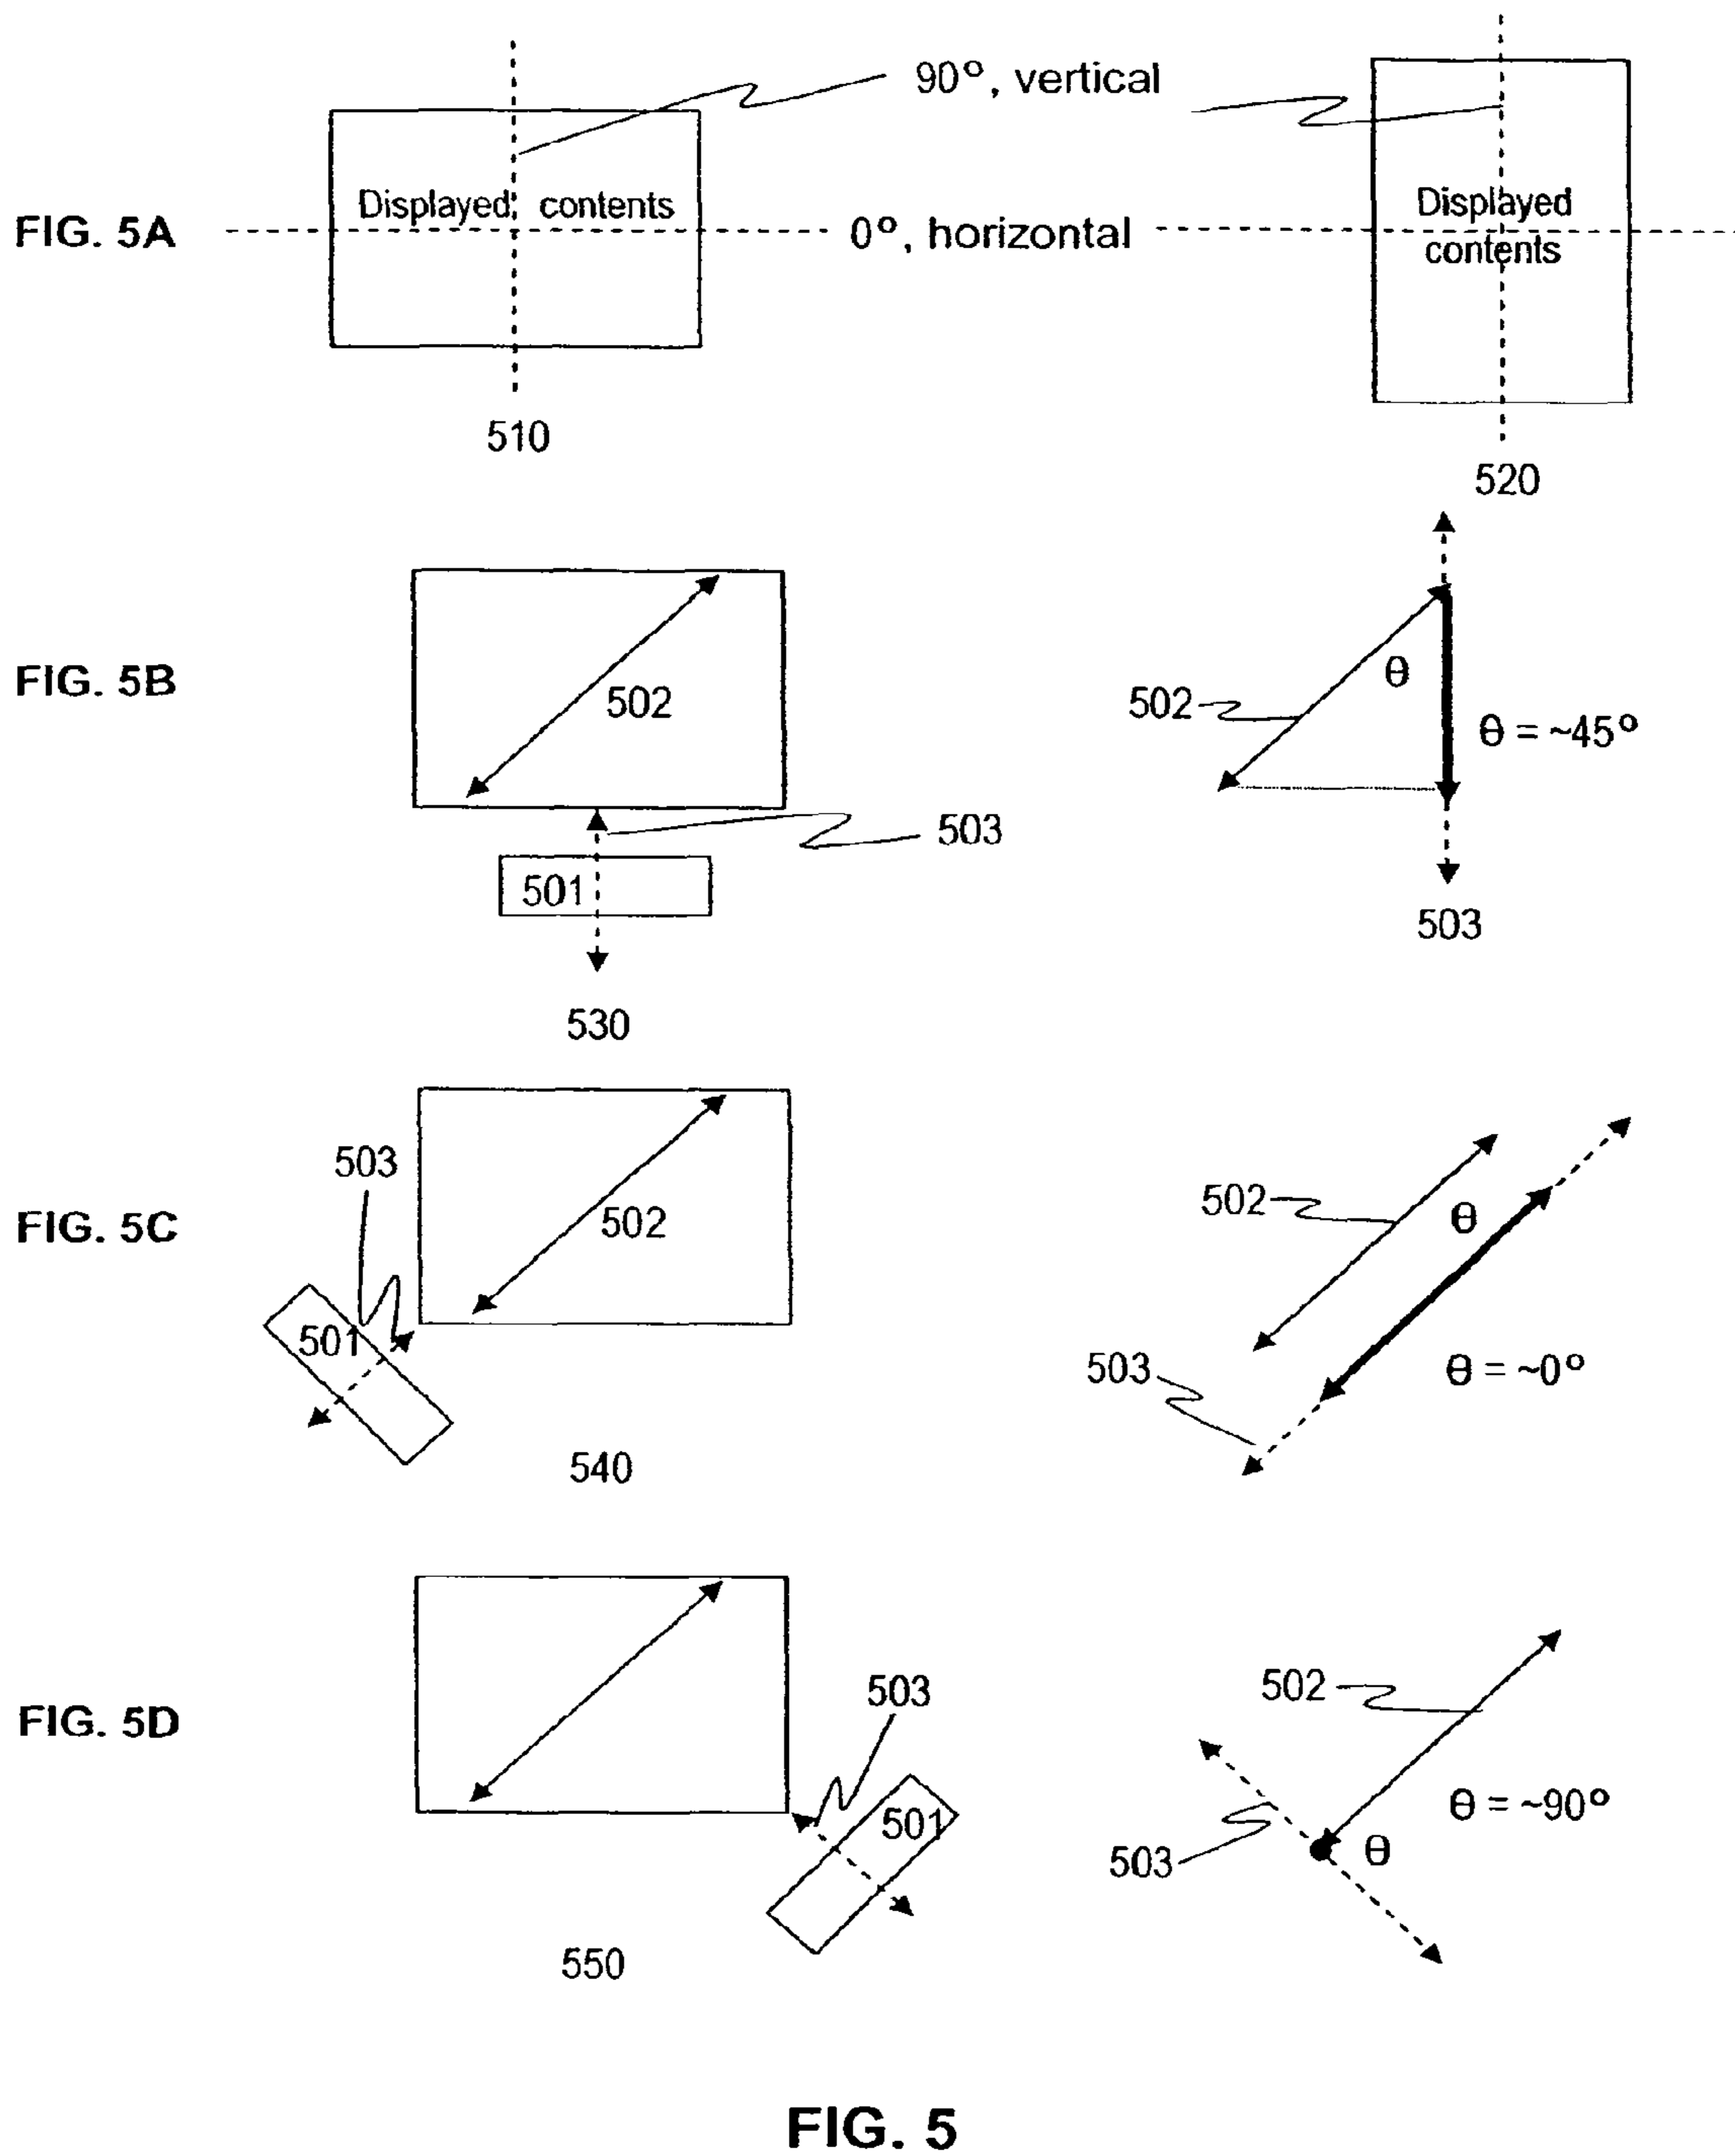 90°, vertical
FIG. 5A
Displayed contents
0°, horizontal
Displayed
contents
510
520
FIG. 5B
502
503
501
530
502
θ
θ = ~45°
503
FIG. 5C
503
502
501
540
502
θ
503
θ = ~0°
FIG. 5D
503
501
550
502
θ = ~90°
503
θ
FIG. 5